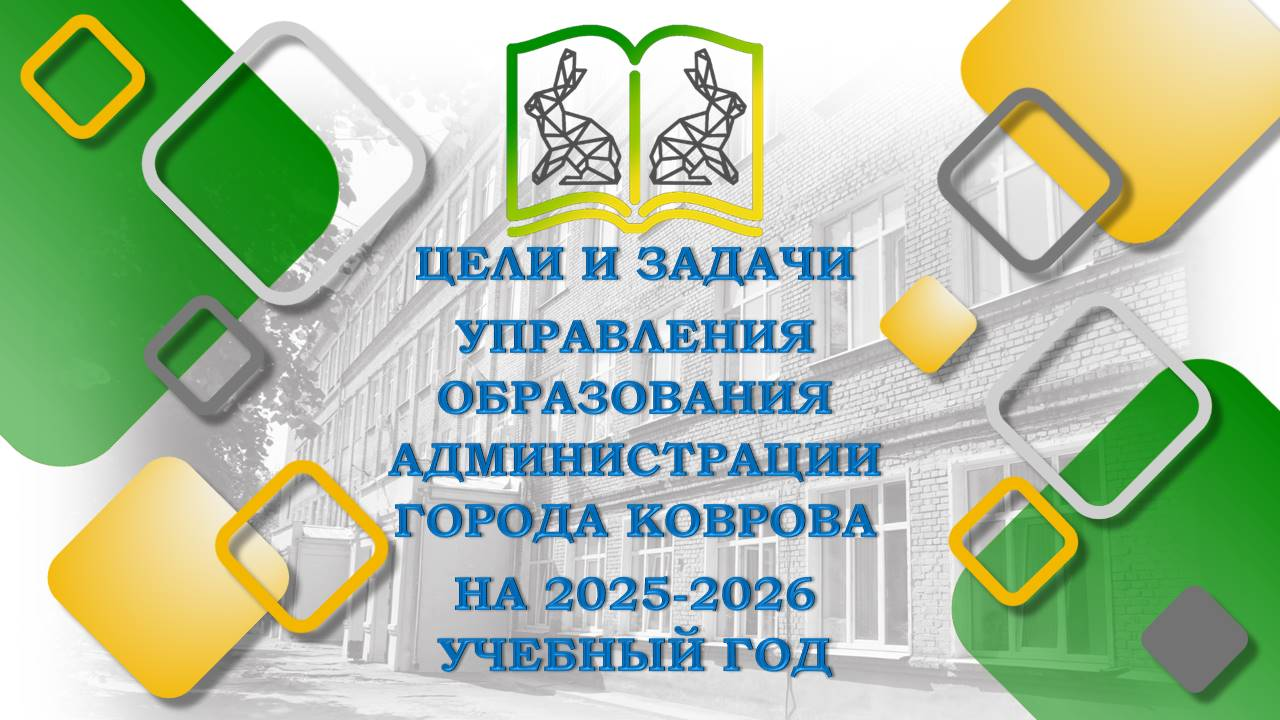 ЦЕЛИ И ЗАДАЧИ
УПРАВЛЕНИЯ
ОБРАЗОВАНИЯ
АДМИНИСТРАЦИИ
ГОРОДА КОВРОВА
НА 2025-2026
УЧЕБНЫЙ ГОД